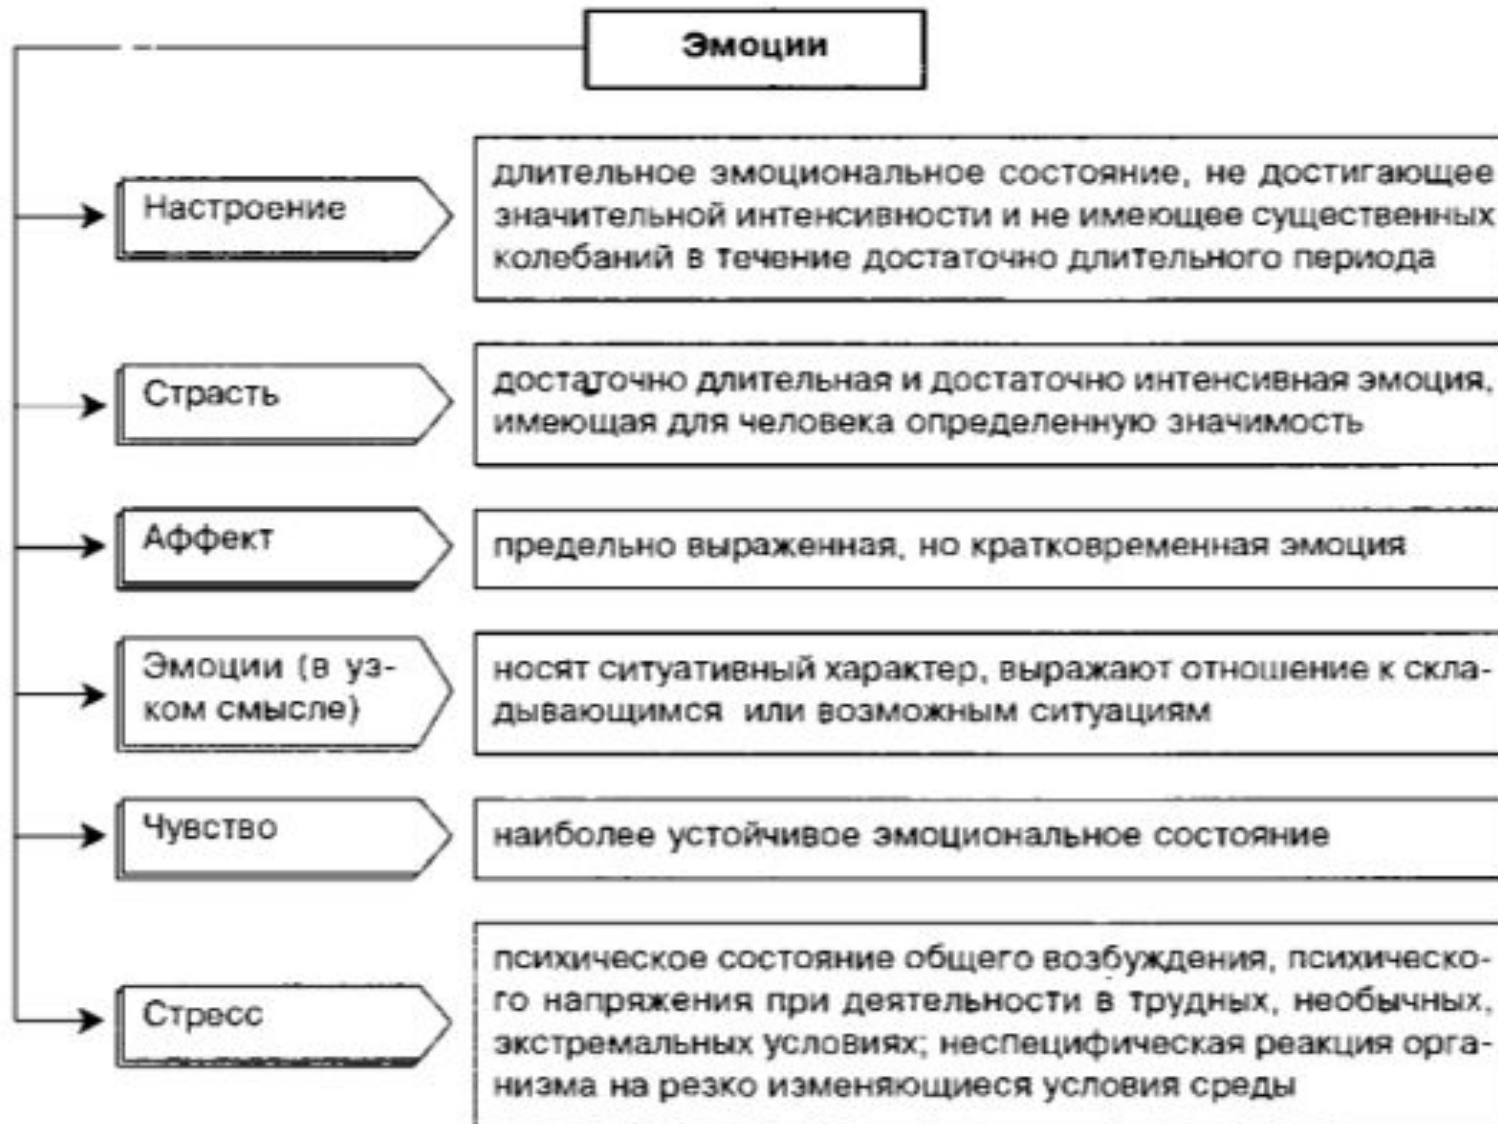 Эмоции
Настроение
длительное эмоциональное состояние, не достигающее
значительной интенсивности и не имеющее существенных
колебаний в течение достаточно длительного периода
Страсть
достаточно длительная и достаточно интенсивная эмоция,
имеющая для человека определенную значимость
Аффект
предельно выраженная, но кратковременная эмоция
Эмоции (в уз-
ком смысле)
носят ситуативный характер, выражают отношение к скла-
дывающимся или возможным ситуациям
Чувство
наиболее устойчивое эмоциональное состояние
Стресс
психическое состояние общего возбуждения, психическо-
го напряжения при деятельности в трудных, необычных,
экстремальных условиях; неспецифическая реакция орга-
низма на резко изменяющиеся условия среды